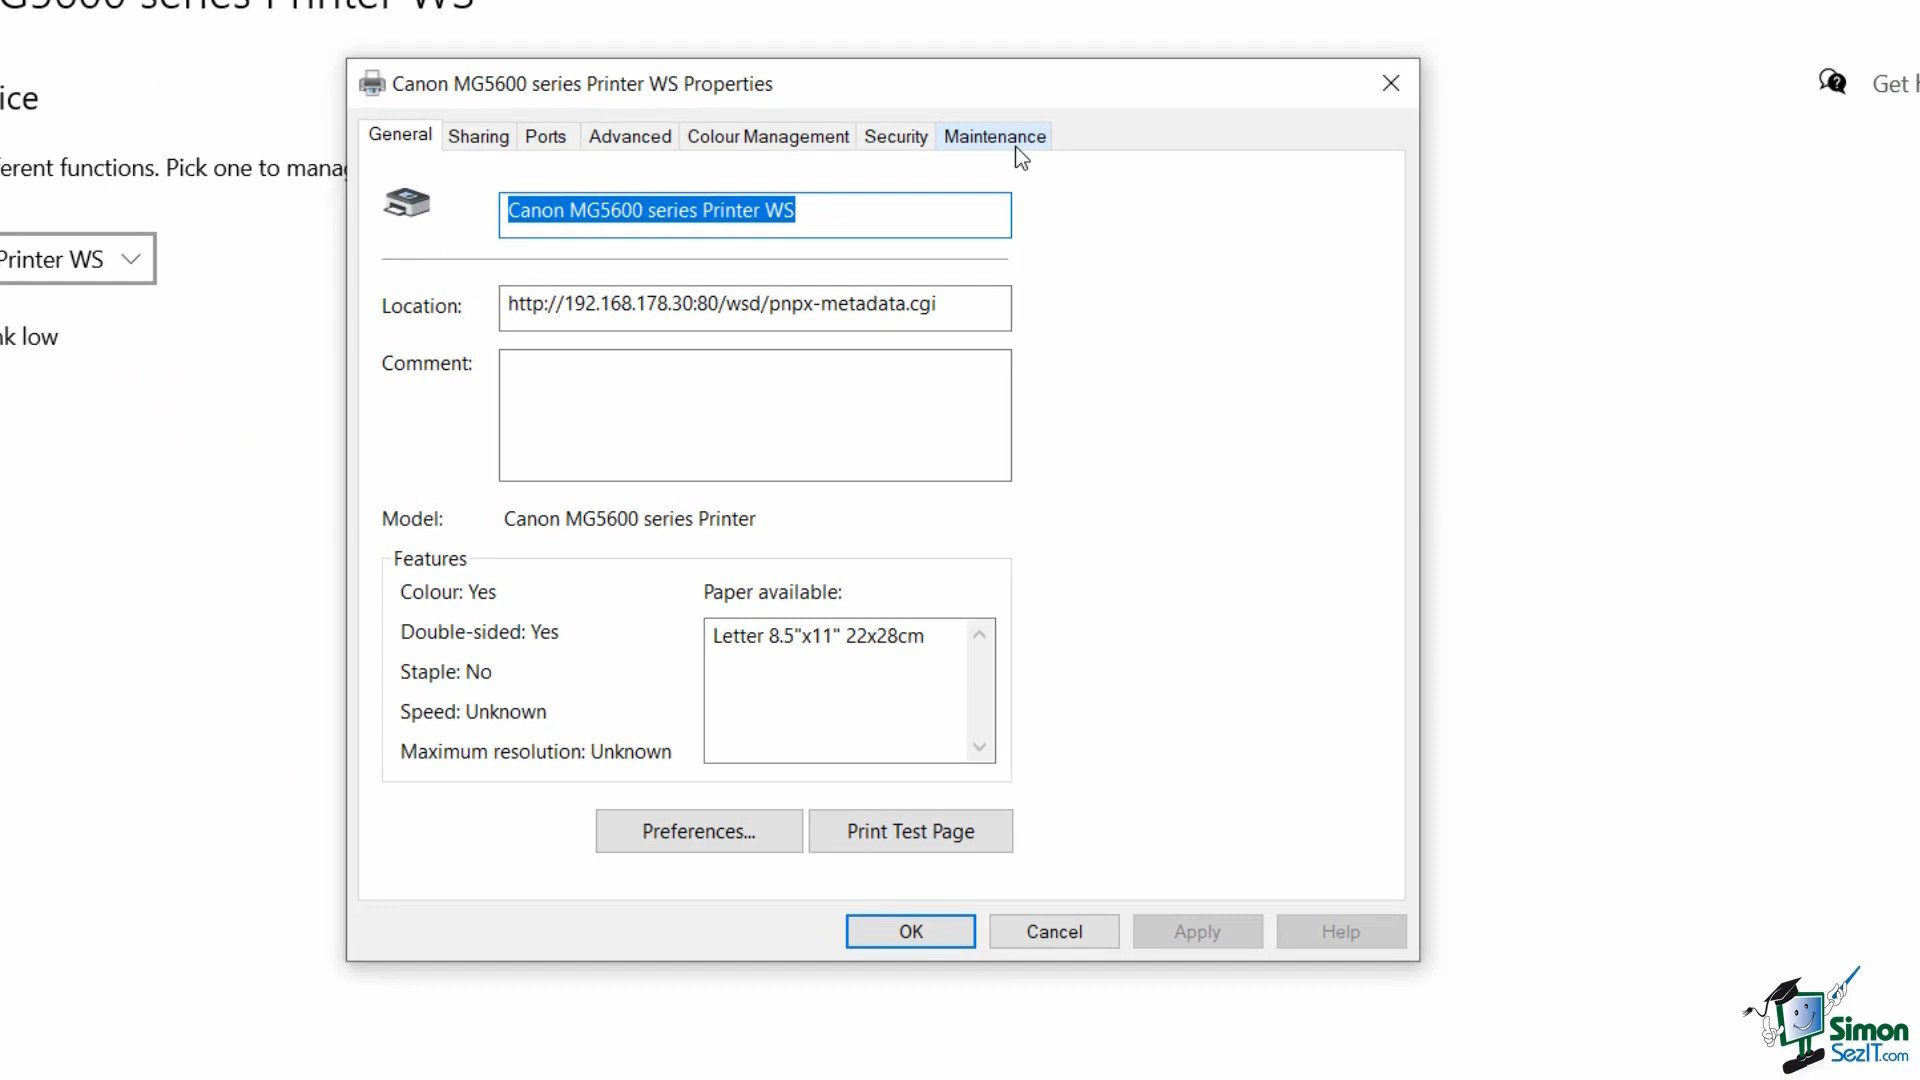 Canon MG5600 series Printer WS Properties
ice
Get
General Sharing Ports Advanced Colour Management Security Maintenance
erent functions. Pick one to mana
Canon MG5600 series Printer WS
Printer WS
Location: http://192.168.178.30:80/wsd/pnpx-metadata.cgi
nk low
Comment:
Model: Canon MG5600 series Printer
Features
Colour: Yes
Paper available:
Double-sided: Yes
Letter 8.5"x11" 22x28cm
Staple: No
Speed: Unknown
Maximum resolution: Unknown
Preferences... Print Test Page
OK Cancel Apply Help
Simon
SezIT.com